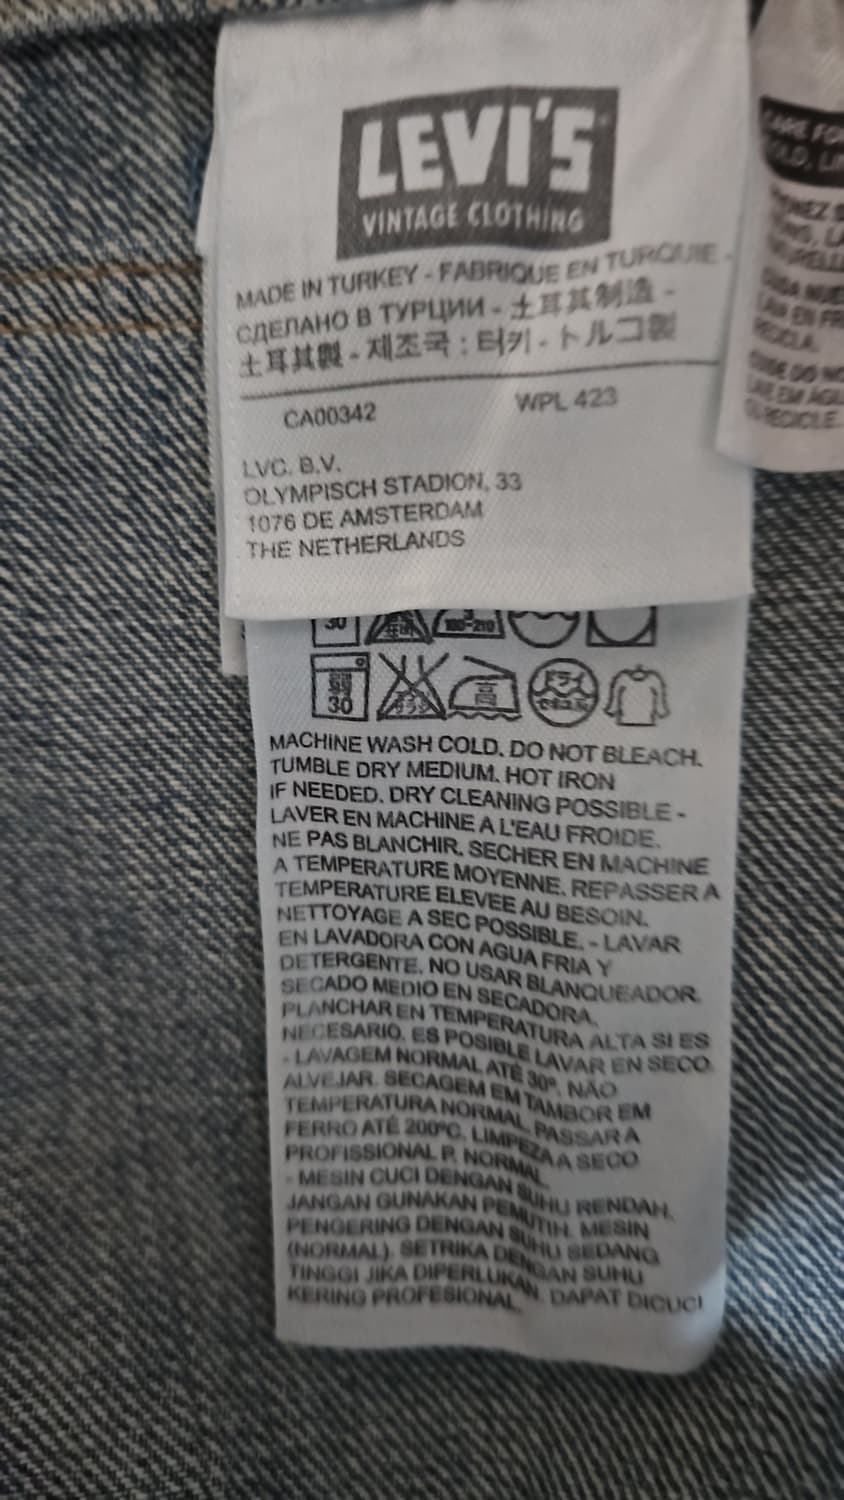 LEVI'S
VINTAGE CLOTHING
MADE IN TURKEY - FABRIQUE EN TURQUIE -
СДЕЛАНО В ТУРЦИИ - 土耳其制造 -
土耳其製 - 제조국 : 터키 - トルコ製
CA00342 WPL 423
LVC. B.V.
OLYMPISCH STADION, 33
1076 DE AMSTERDAM
THE NETHERLANDS
30
弱 30 高 ドライ
MACHINE WASH COLD. DO NOT BLEACH.
TUMBLE DRY MEDIUM. HOT IRON
IF NEEDED. DRY CLEANING POSSIBLE -
LAVER EN MACHINE A L'EAU FROIDE.
NE PAS BLANCHIR. SECHER EN MACHINE
A TEMPERATURE MOYENNE. REPASSER A
TEMPERATURE ELEVEE AU BESOIN.
NETTOYAGE A SEC POSSIBLE. - LAVAR
EN LAVADORA CON AGUA FRIA Y
DETERGENTE. NO USAR BLANQUEADOR.
SECADO MEDIO EN SECADORA.
PLANCHAR EN TEMPERATURA ALTA SI ES
NECESARIO. ES POSIBLE LAVAR EN SECO
- LAVAGEM NORMAL ATÉ 30º. NÃO
ALVEJAR. SECAGEM EM TAMBOR EM
TEMPERATURA NORMAL. PASSAR A
FERRO ATÉ 200ºC. LIMPEZA A SECO
PROFISSIONAL P. NORMAL.
- MESIN CUCI DENGAN SUHU RENDAH.
JANGAN GUNAKAN PEMUTIH. MESIN
PENGERING DENGAN SUHU SEDANG
(NORMAL). SETRIKA DENGAN SUHU
TINGGI JIKA DIPERLUKAN. DAPAT DICUCI
KERING PROFESIONAL.
CARE FO